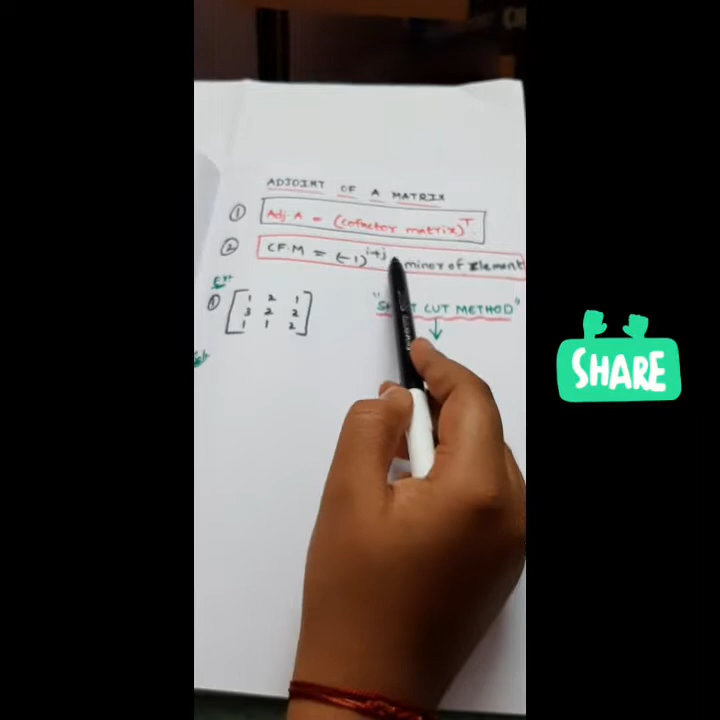 ADJOINT OF A MATRIX
① Adj. A = (cofactor matrix)ᵀ.
② CF.M = (-1)ⁱ⁺ʲ minor of Element
① [1 2 1
3 2 2
1 1 2]
CUT METHOD"
SHARE